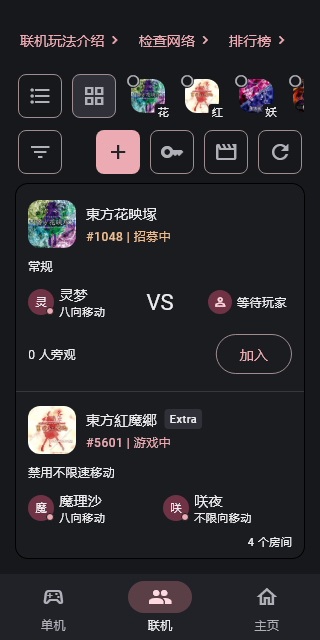 联机玩法介绍 检查网络 排行榜
花 红 妖
東方花映塚
#1048 | 招募中
常规
灵 灵梦
八向移动
VS
等待玩家
0 人旁观
加入
東方紅魔郷 Extra
#5601 | 游戏中
禁用不限速移动
魔 魔理沙
八向移动
咲 咲夜
不限向移动
4 个房间
单机 联机 主页